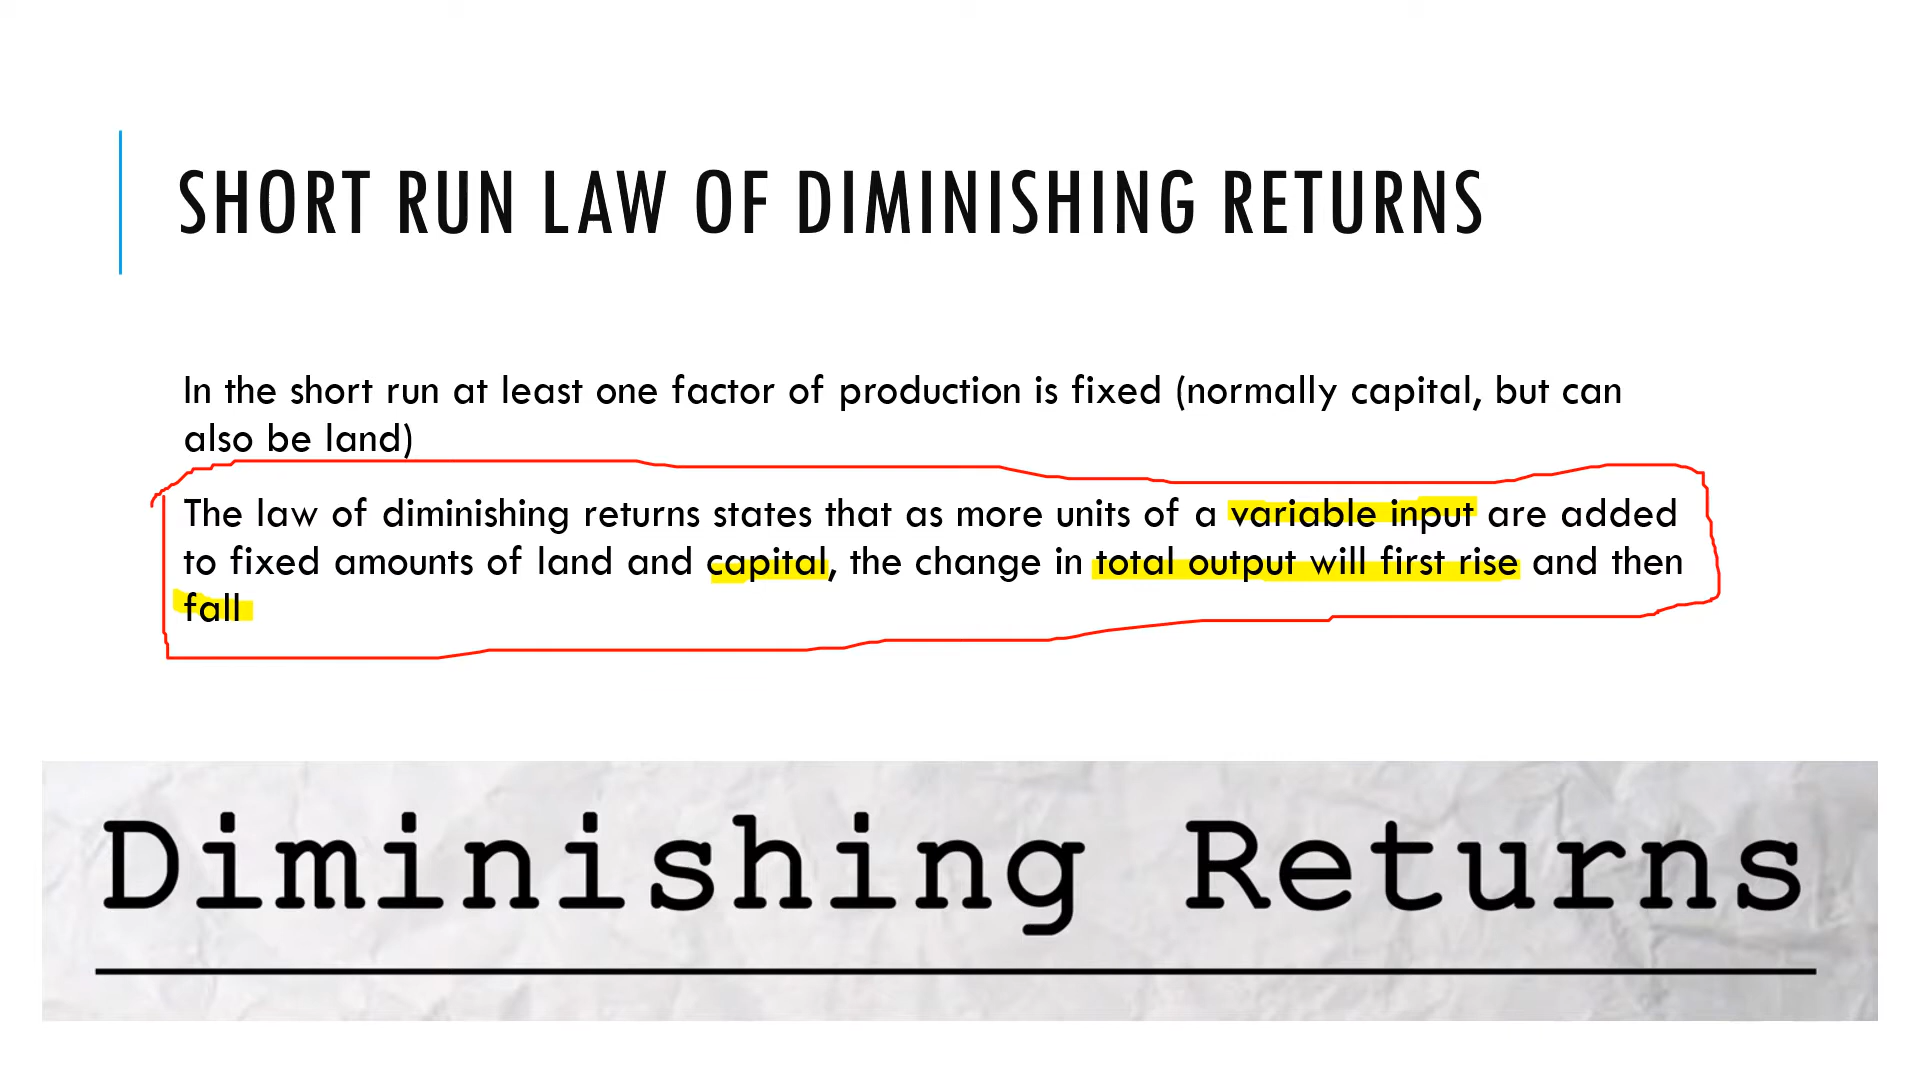 SHORT RUN LAW OF DIMINISHING RETURNS
In the short run at least one factor of production is fixed (normally capital, but can
also be land)
The law of diminishing returns states that as more units of a variable input are added
to fixed amounts of land and capital, the change in total output will first rise and then
fall
Diminishing Returns